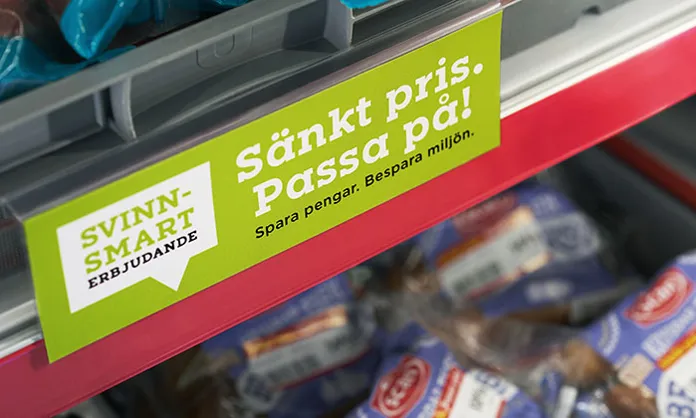 SVINN-
SMART
ERBJUDANDE
Sänkt pris.
Passa på!
Spara pengar. Bespara miljön.